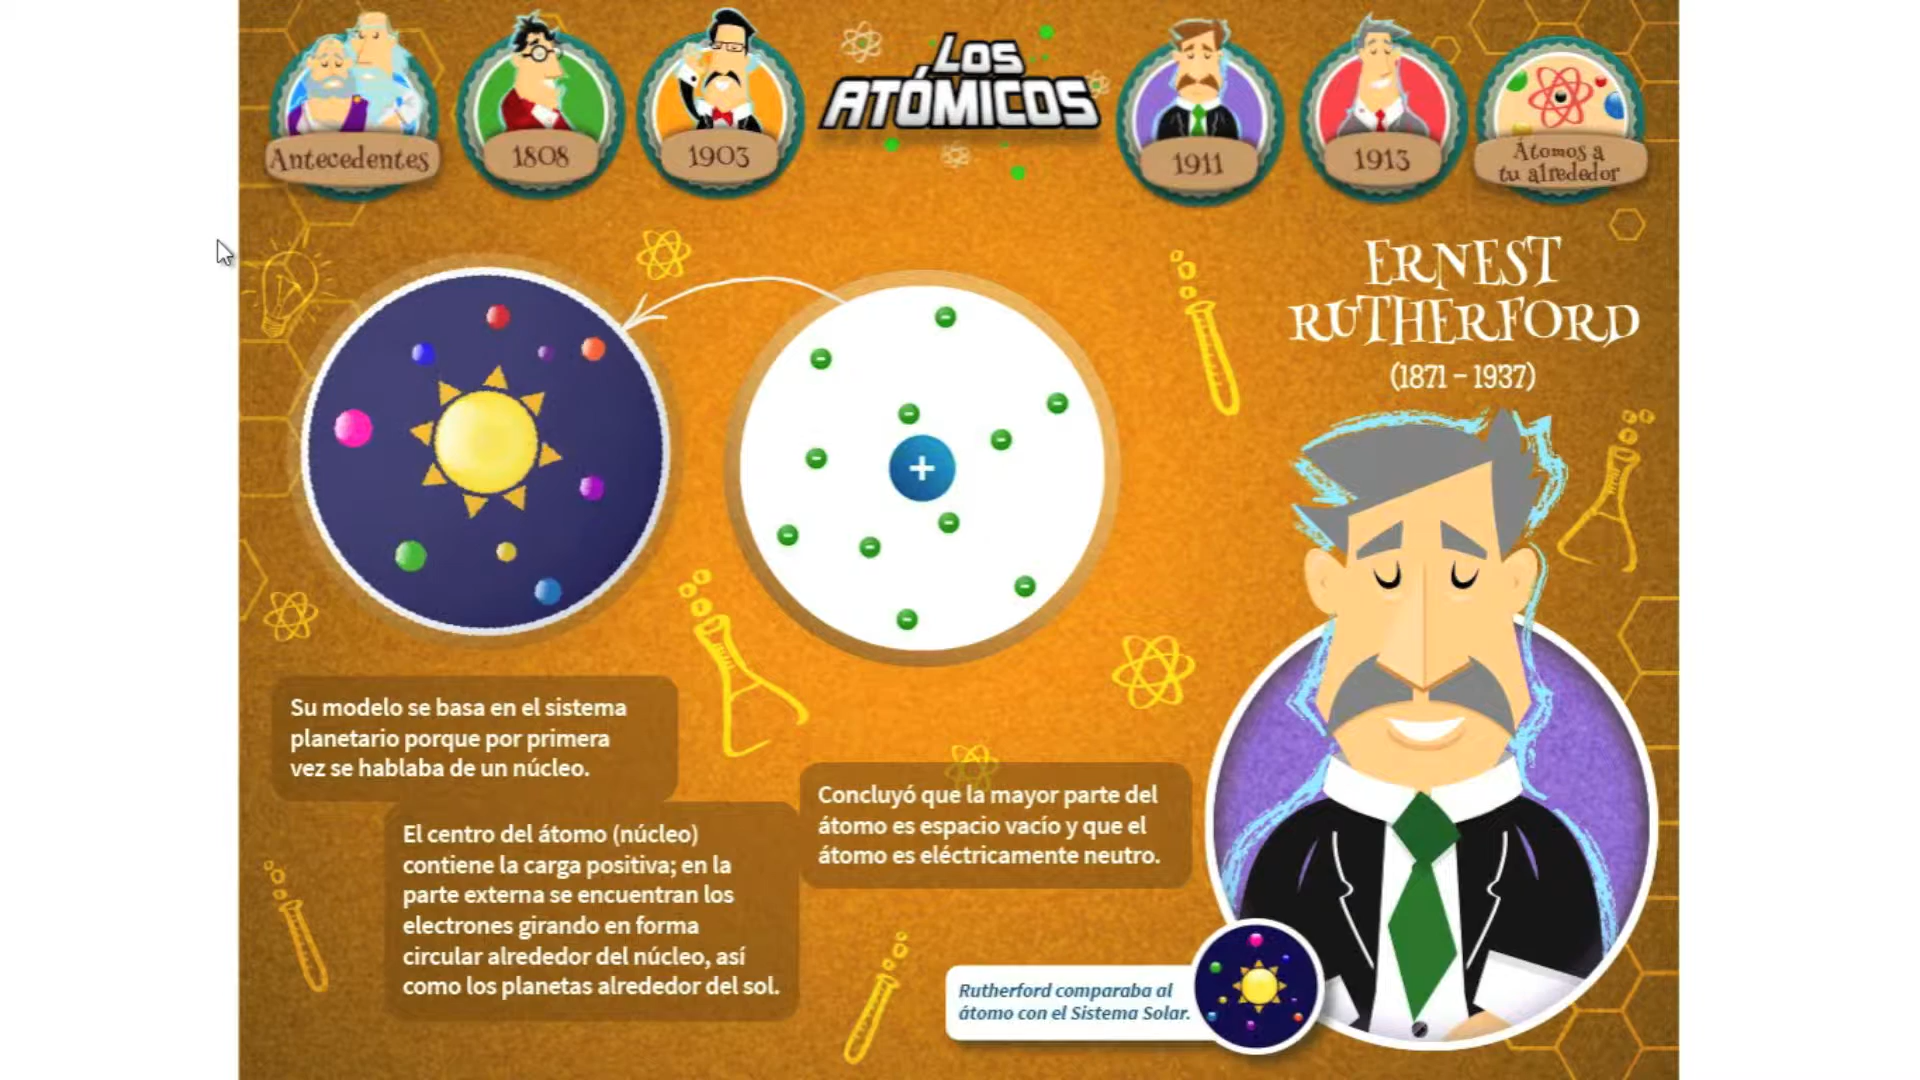 Antecedentes
1808
1903
LOS
ATÓMICOS
1911
1913
Átomos a
tu alrededor
ERNEST
RUTHERFORD
(1871 – 1937)
+
Su modelo se basa en el sistema
planetario porque por primera
vez se hablaba de un núcleo.
El centro del átomo (núcleo)
contiene la carga positiva; en la
parte externa se encuentran los
electrones girando en forma
circular alrededor del núcleo, así
como los planetas alrededor del sol.
Concluyó que la mayor parte del
átomo es espacio vacío y que el
átomo es eléctricamente neutro.
Rutherford comparaba al
átomo con el Sistema Solar.